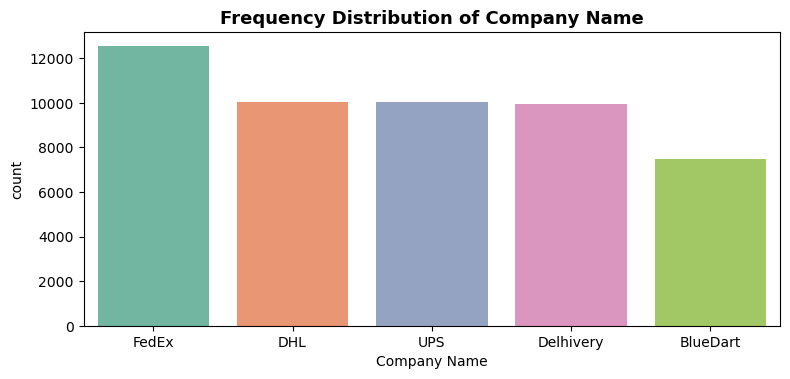 Frequency Distribution of Company Name
count
12000
10000
8000
6000
4000
2000
0
FedEx DHL UPS Delhivery BlueDart
Company Name